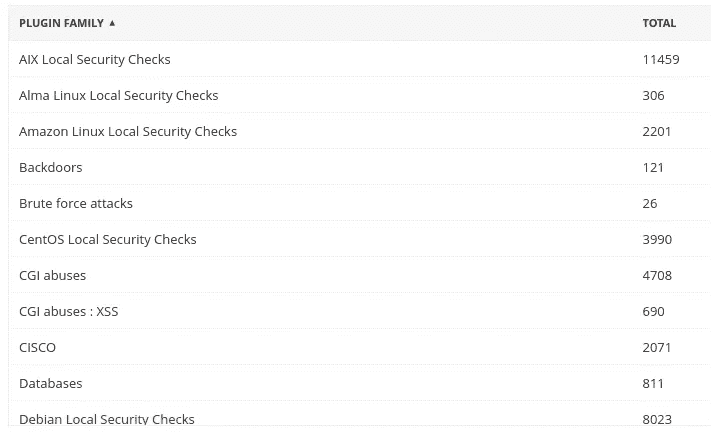 PLUGIN FAMILY ▲ TOTAL
AIX Local Security Checks 11459
Alma Linux Local Security Checks 306
Amazon Linux Local Security Checks 2201
Backdoors 121
Brute force attacks 26
CentOS Local Security Checks 3990
CGI abuses 4708
CGI abuses : XSS 690
CISCO 2071
Databases 811
Debian Local Security Checks 8023